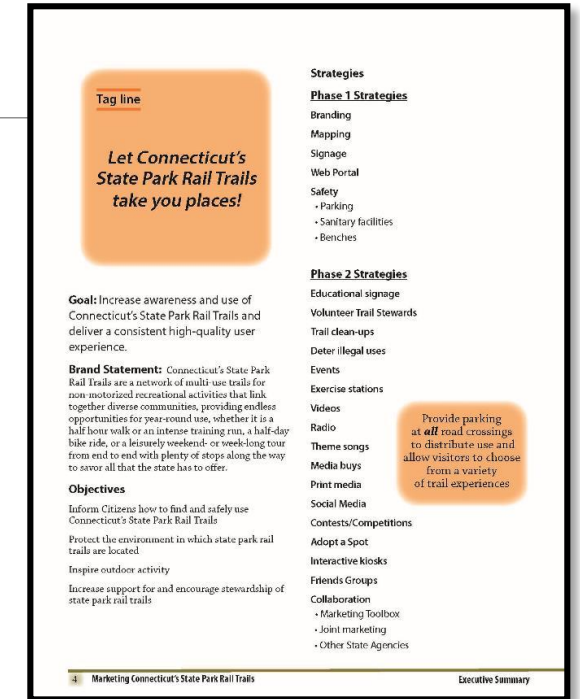 Tag line
Let Connecticut's
State Park Rail Trails
take you places!
Goal: Increase awareness and use of
Connecticut's State Park Rail Trails and
deliver a consistent high-quality user
experience.
Brand Statement: Connecticut's State Park
Rail Trails are a network of multi-use trails for
non-motorized recreational activities that link
together diverse communities, providing endless
opportunities for year-round use, whether it is a
half hour walk or an intense training run, a half-day
bike ride, or a leisurely weekend- or week-long tour
from end to end with plenty of stops along the way
to savor all that the state has to offer.
Objectives
Inform Citizens how to find and safely use
Connecticut's State Park Rail Trails
Protect the environment in which state park rail
trails are located
Inspire outdoor activity
Increase support for and encourage stewardship of
state park rail trails
Strategies
Phase 1 Strategies
Branding
Mapping
Signage
Web Portal
Safety
• Parking
• Sanitary facilities
• Benches
Phase 2 Strategies
Educational signage
Volunteer Trail Stewards
Trail clean-ups
Deter illegal uses
Events
Exercise stations
Videos
Radio
Theme songs
Media buys
Print media
Social Media
Contests/Competitions
Adopt a Spot
Interactive kiosks
Friends Groups
Collaboration
• Marketing Toolbox
• Joint marketing
• Other State Agencies
Provide parking
at all road crossings
to distribute use and
allow visitors to choose
from a variety
of trail experiences
4 Marketing Connecticut's State Park Rail Trails
Executive Summary